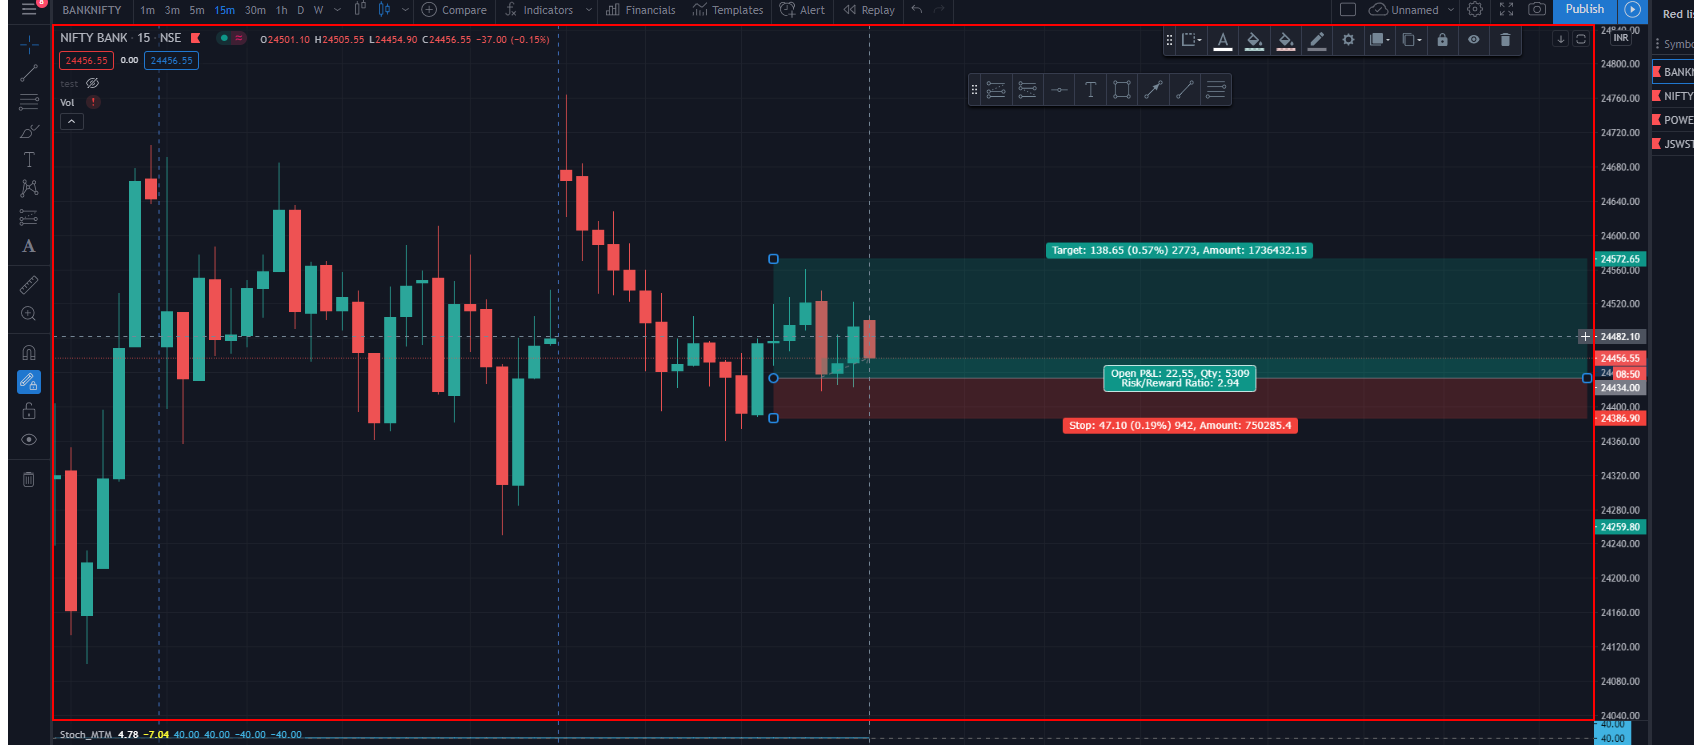 6
BANKNIFTY 1m 3m 5m 15m 30m 1h D W Compare Indicators Financials Templates Alert Replay Unnamed Publish
Red li
NIFTY BANK · 15 · NSE O24501.10 H24505.55 L24454.90 C24456.55 −37.00 (−0.15%)
24456.55 0.00 24456.55
test
Vol !
A
T
T
A
INR
Symbo
BANKN
NIFTY
POWE
JSWST
24800.00
24760.00
24720.00
24680.00
24640.00
24600.00
Target: 138.65 (0.57%) 2773, Amount: 1736432.15
24572.65
24560.00
24520.00
24482.10
24456.55
08:50
Open P&L: 22.55, Qty: 5309
Risk/Reward Ratio: 2.94
24434.00
24400.00
24386.90
Stop: 47.10 (0.19%) 942, Amount: 750285.4
24360.00
24320.00
24280.00
24259.80
24240.00
24200.00
24160.00
24120.00
24080.00
24040.00
Stoch_MTM 4.78 −7.04 40.00 40.00 −40.00 −40.00
40.00
40.00